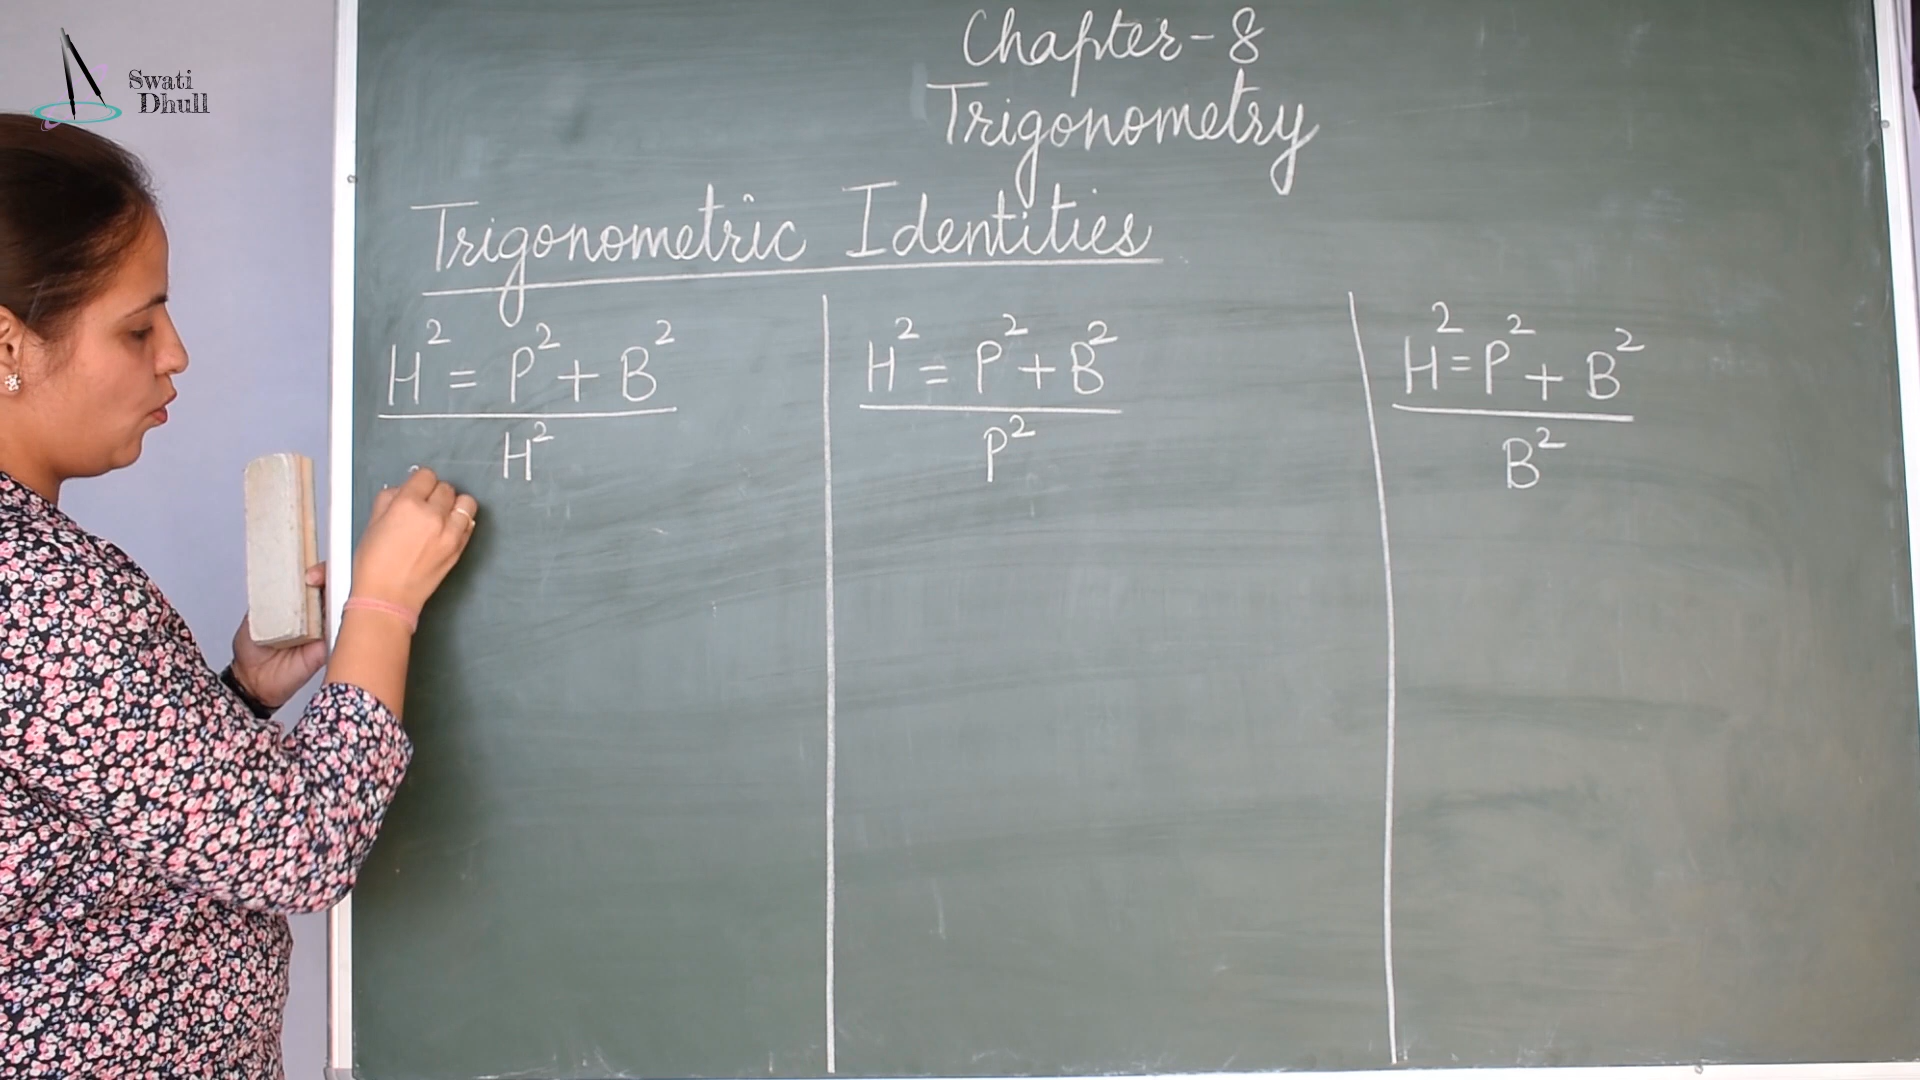 Swati
Dhull
Chapter-8
Trigonometry
Trigonometric Identities
H² = P² + B²
H²
H² = P² + B²
P²
H² = P² + B²
B²